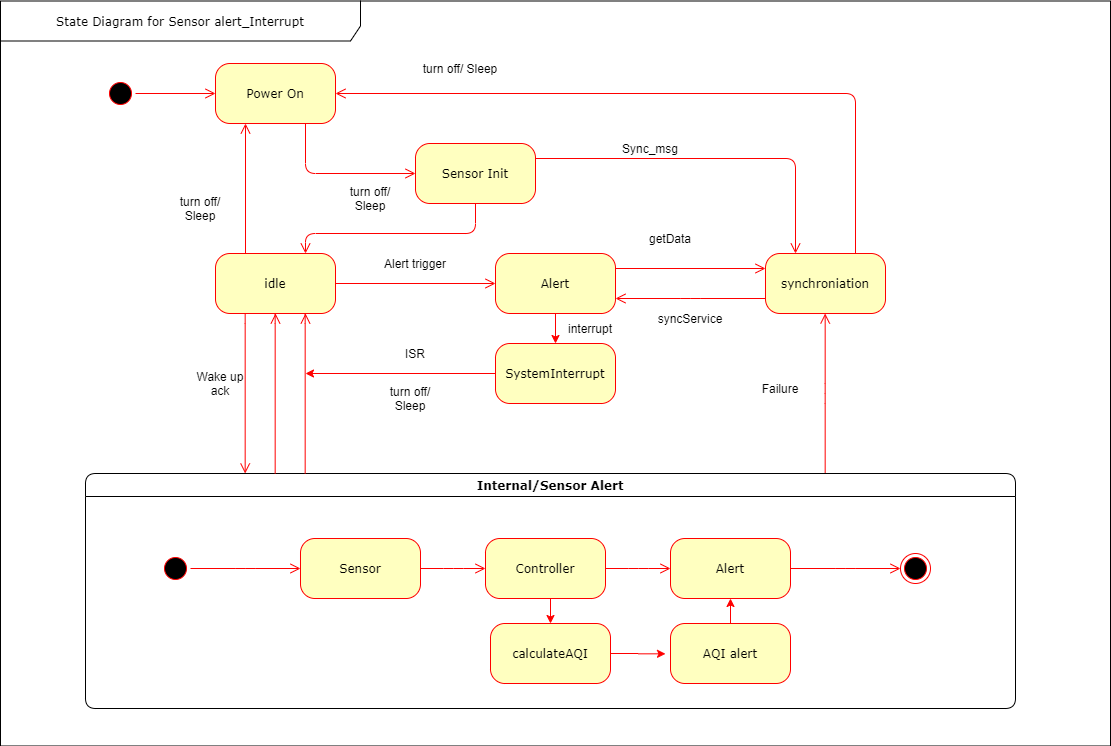 State Diagram for Sensor alert_Interrupt
turn off/ Sleep
Power On
Sync_msg
Sensor Init
turn off/
Sleep
turn off/
Sleep
getData
Alert trigger
idle
Alert
synchroniation
syncService
interrupt
ISR
SystemInterrupt
Wake up
ack
turn off/
Sleep
Failure
Internal/Sensor Alert
Sensor
Controller
Alert
calculateAQI
AQI alert